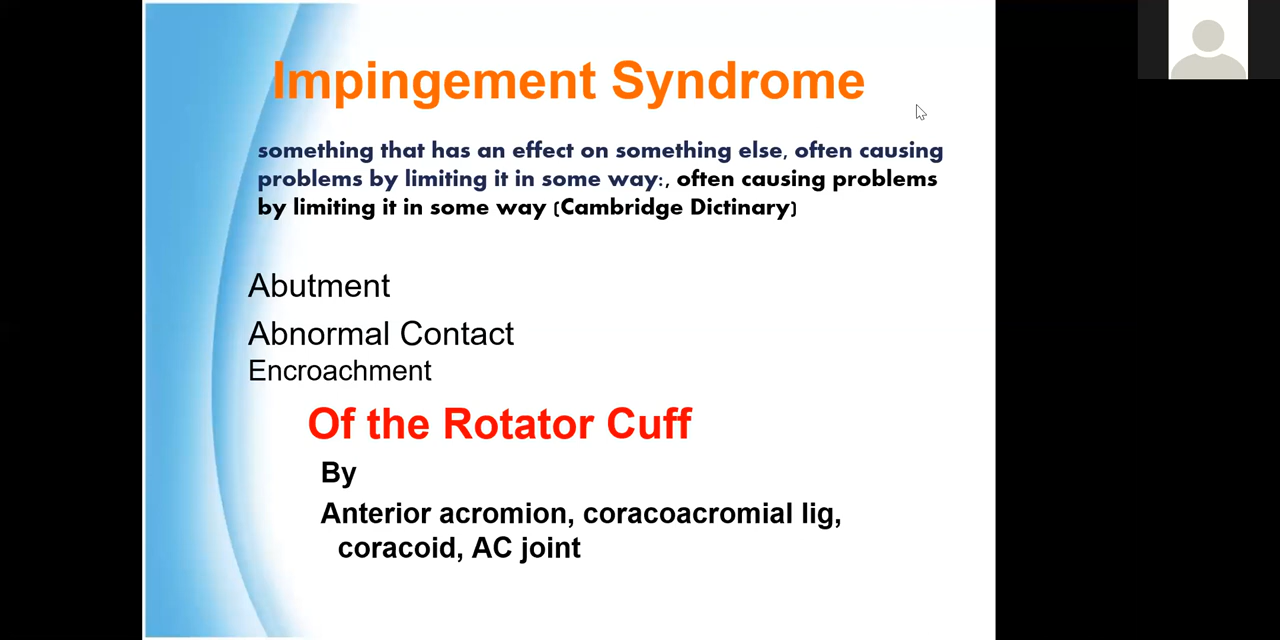 Impingement Syndrome
something that has an effect on something else, often causing
problems by limiting it in some way:, often causing problems
by limiting it in some way (Cambridge Dictinary)
Abutment
Abnormal Contact
Encroachment
Of the Rotator Cuff
By
Anterior acromion, coracoacromial lig,
coracoid, AC joint